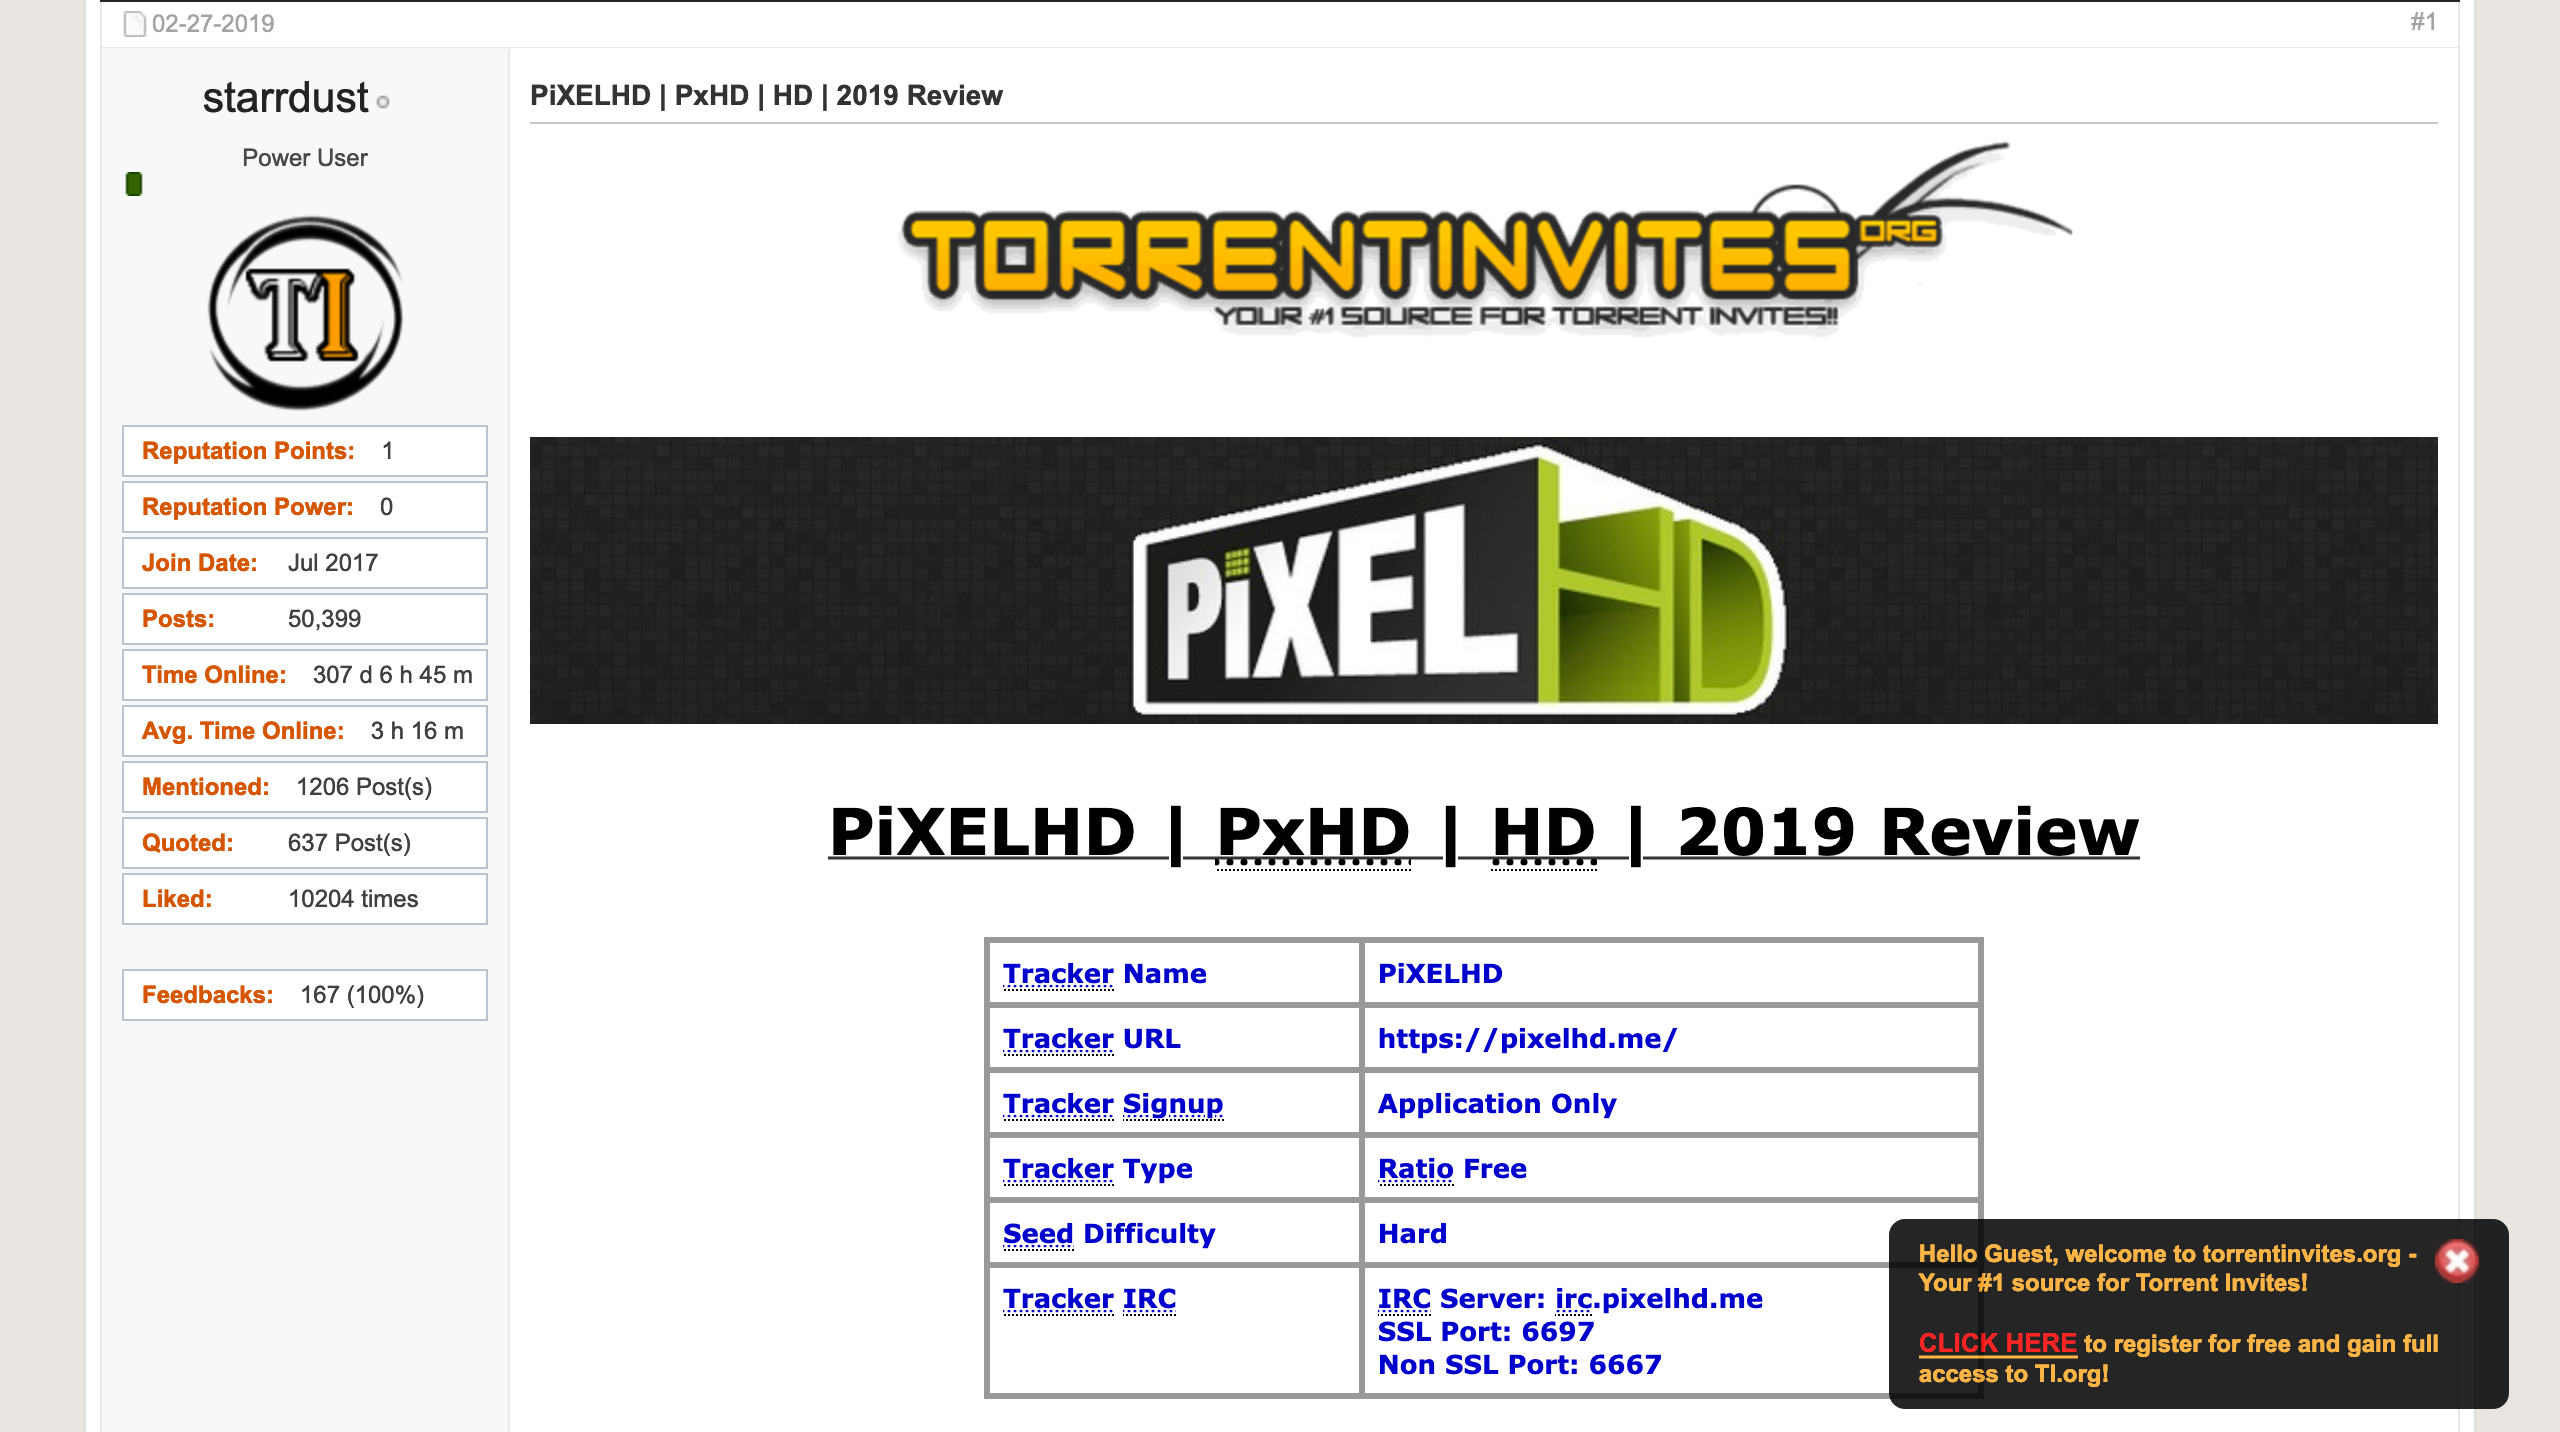 02-27-2019
#1
starrdust
Power User
TI
Reputation Points: 1
Reputation Power: 0
Join Date: Jul 2017
Posts: 50,399
Time Online: 307 d 6 h 45 m
Avg. Time Online: 3 h 16 m
Mentioned: 1206 Post(s)
Quoted: 637 Post(s)
Liked: 10204 times
Feedbacks: 167 (100%)
PiXELHD | PxHD | HD | 2019 Review
TORRENTINVITES.ORG
YOUR #1 SOURCE FOR TORRENT INVITES!!
PiXELHD
PiXELHD | PxHD | HD | 2019 Review
Tracker Name PiXELHD
Tracker URL https://pixelhd.me/
Tracker Signup Application Only
Tracker Type Ratio Free
Seed Difficulty Hard
Tracker IRC IRC Server: irc.pixelhd.me
SSL Port: 6697
Non SSL Port: 6667
Hello Guest, welcome to torrentinvites.org -
Your #1 source for Torrent Invites!
CLICK HERE to register for free and gain full
access to TI.org!